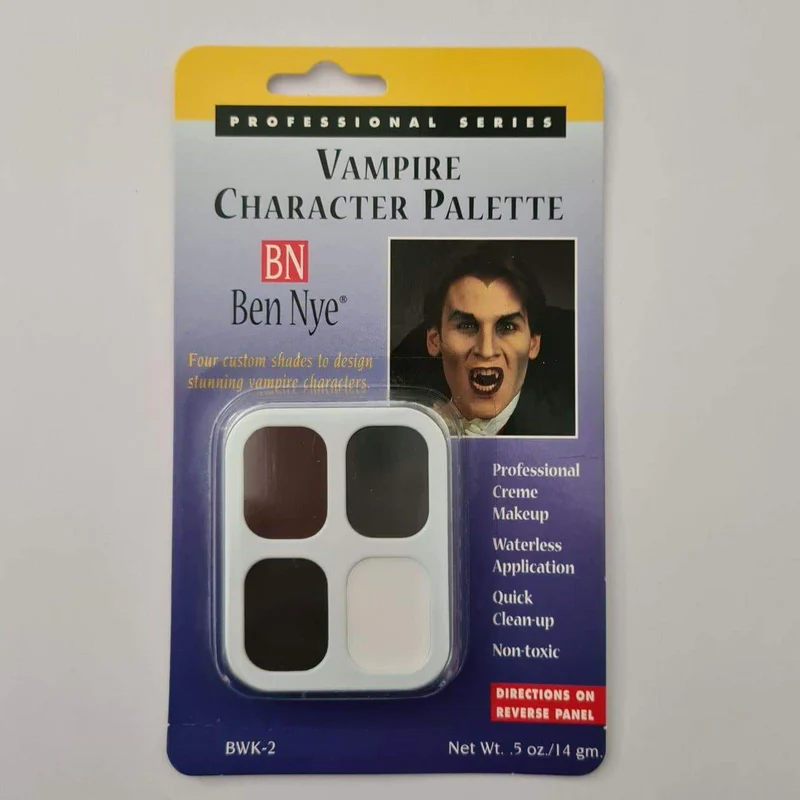 PROFESSIONAL SERIES
VAMPIRE
CHARACTER PALETTE
BN
Ben Nye®
Four custom shades to design
stunning vampire characters.
Professional
Creme
Makeup
Waterless
Application
Quick
Clean-up
Non-toxic
DIRECTIONS ON
REVERSE PANEL
BWK-2
Net Wt. .5 oz./14 gm.